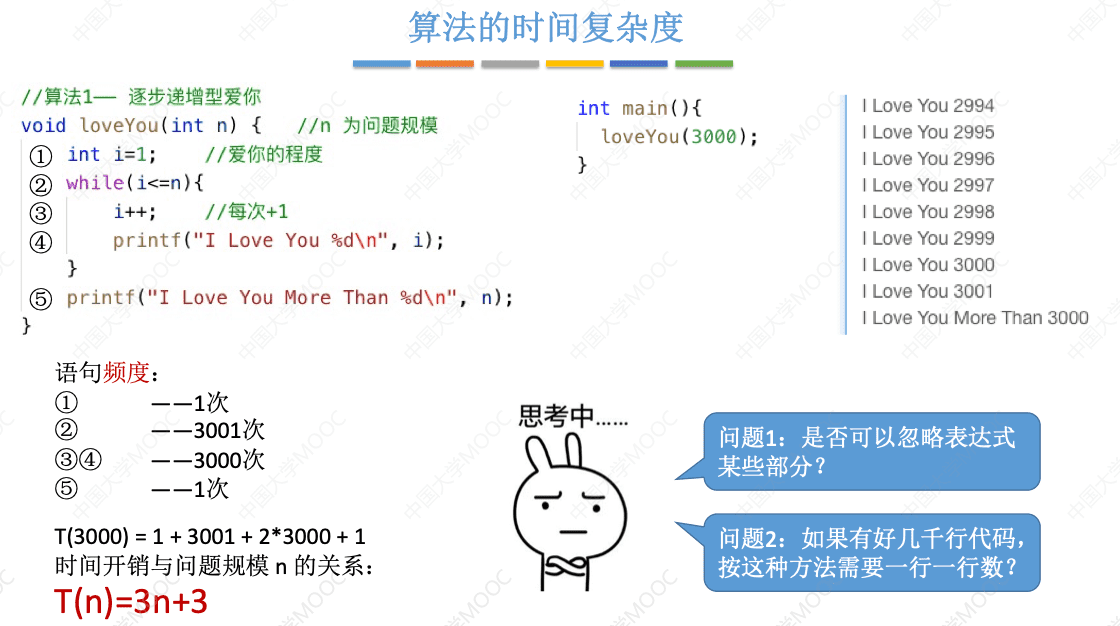 算法的时间复杂度
//算法1—— 逐步递增型爱你
void loveYou(int n) {   //n 为问题规模
① int i=1;    //爱你的程度
② while(i<=n){
③ i++;    //每次+1
④ printf("I Love You %d\n", i);
}
⑤ printf("I Love You More Than %d\n", n);
}
int main(){
loveYou(3000);
}
I Love You 2994
I Love You 2995
I Love You 2996
I Love You 2997
I Love You 2998
I Love You 2999
I Love You 3000
I Love You 3001
I Love You More Than 3000
语句频度：
① ——1次
② ——3001次
③④ ——3000次
⑤ ——1次
T(3000) = 1 + 3001 + 2*3000 + 1
时间开销与问题规模 n 的关系：
T(n)=3n+3
思考中……
问题1：是否可以忽略表达式
某些部分？
问题2：如果有好几千行代码，
按这种方法需要一行一行数？
中国大学MOOC